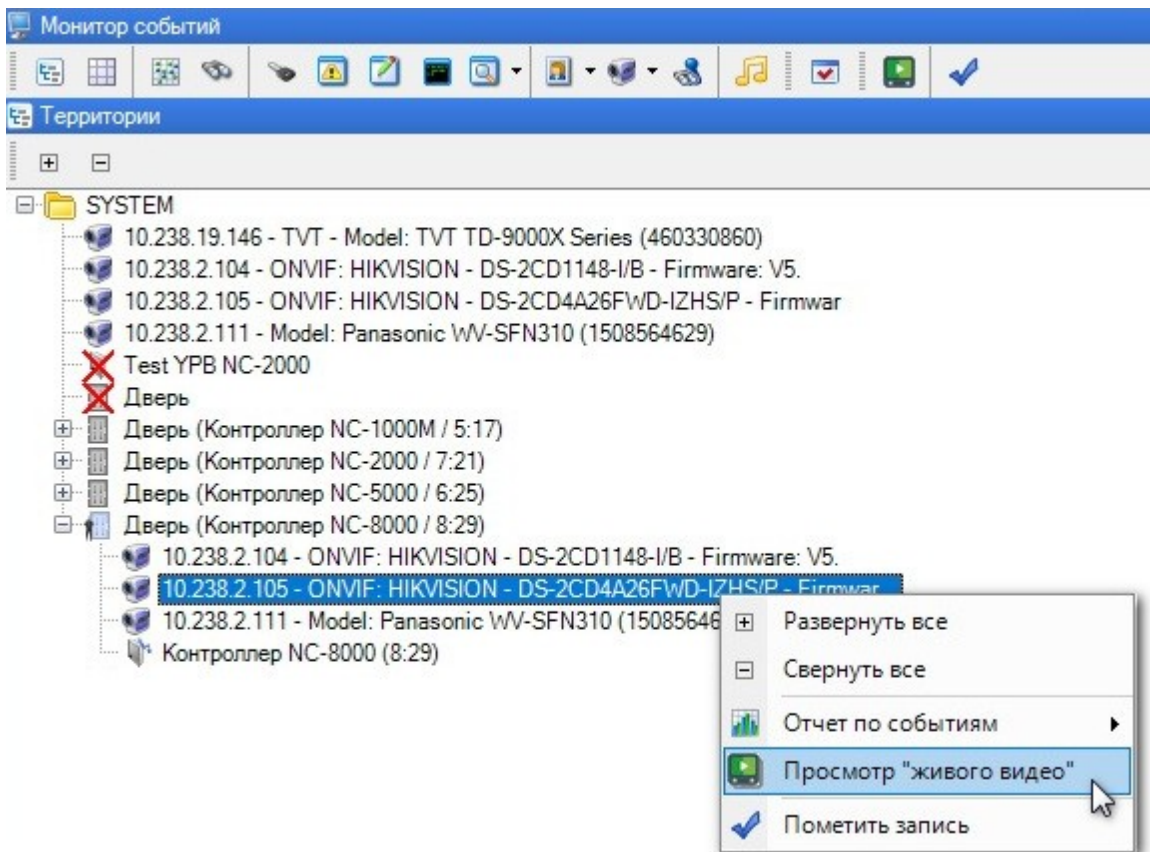 Монитор событий
Территории
SYSTEM
10.238.19.146 - TVT - Model: TVT TD-9000X Series (460330860)
10.238.2.104 - ONVIF: HIKVISION - DS-2CD1148-I/B - Firmware: V5.
10.238.2.105 - ONVIF: HIKVISION - DS-2CD4A26FWD-IZHS/P - Firmwar
10.238.2.111 - Model: Panasonic WV-SFN310 (1508564629)
Test YPB NC-2000
Дверь
Дверь (Контроллер NC-1000M / 5:17)
Дверь (Контроллер NC-2000 / 7:21)
Дверь (Контроллер NC-5000 / 6:25)
Дверь (Контроллер NC-8000 / 8:29)
10.238.2.104 - ONVIF: HIKVISION - DS-2CD1148-I/B - Firmware: V5.
10.238.2.105 - ONVIF: HIKVISION - DS-2CD4A26FWD-IZHS/P - Firmwar
10.238.2.111 - Model: Panasonic WV-SFN310 (15085646
Контроллер NC-8000 (8:29)
Развернуть все
Свернуть все
Отчет по событиям
Просмотр "живого видео"
Пометить запись